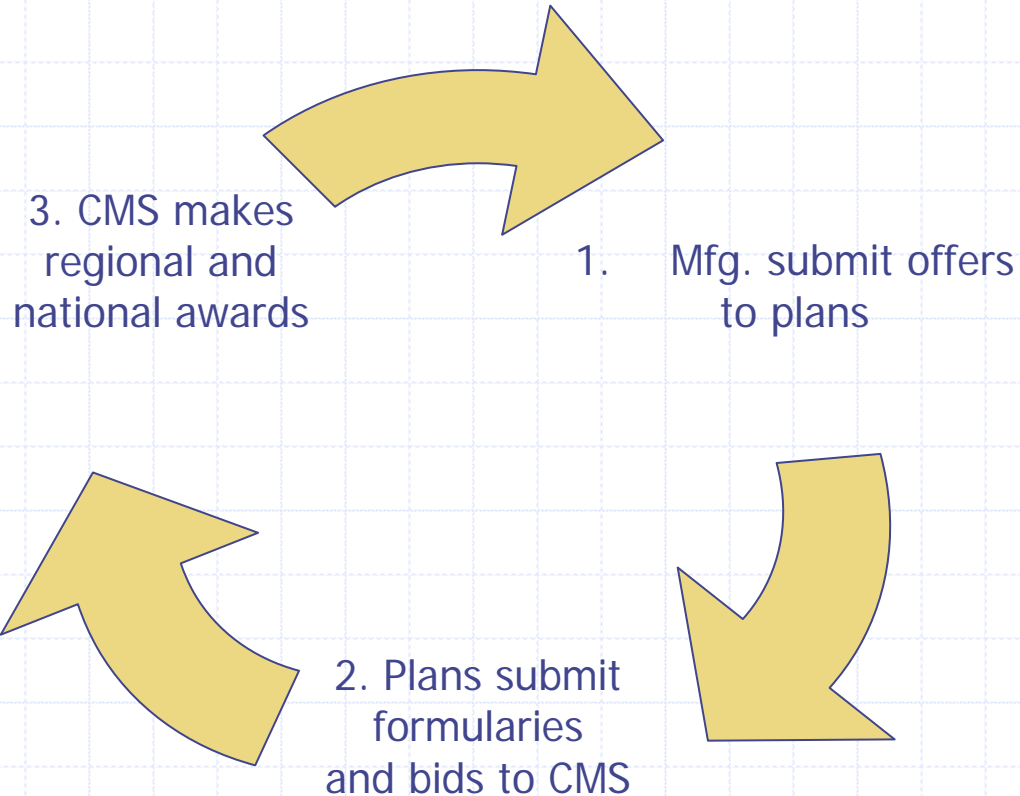 3. CMS makes
regional and
national awards
1. Mfg. submit offers
to plans
2. Plans submit
formularies
and bids to CMS